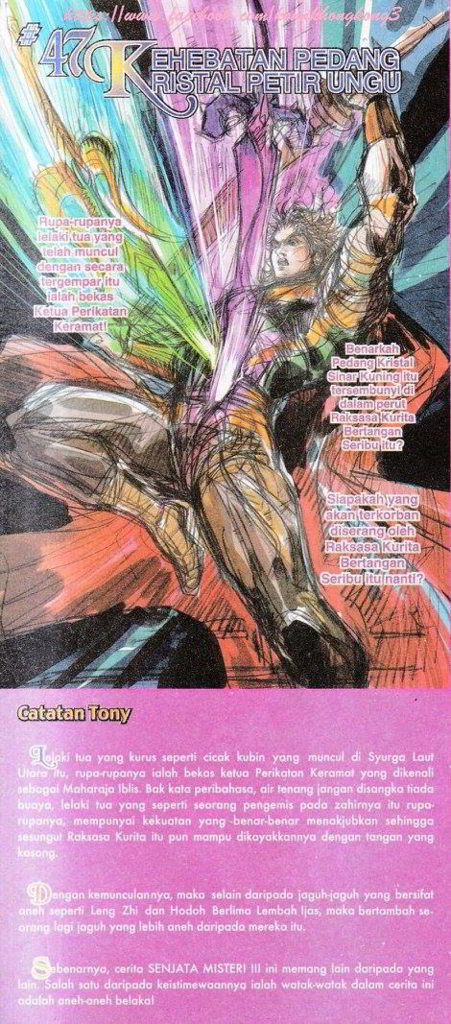 https://www.facebook.com/komikhongkong3
#47 KEHEBATAN PEDANG
KRISTAL PETIR UNGU
Rupa-rupanya
lelaki tua yang
telah muncul
dengan secara
tergempar itu
ialah bekas
Ketua Perikatan
Keramat!
Benarkah
Pedang Kristal
Sinar Kuning itu
tersembunyi di
dalam perut
Raksasa Kurita
Bertangan
Seribu itu?
Siapakah yang
akan terkorban
diserang oleh
Raksasa Kurita
Bertangan
Seribu itu nanti?
Catatan Tony
Lelaki tua yang kurus seperti cicak kubin yang muncul di Syurga Laut
Utara itu, rupa-rupanya ialah bekas ketua Perikatan Keramat yang dikenali
sebagai Maharaja Iblis. Bak kata peribahasa, air tenang jangan disangka tiada
buaya, lelaki tua yang seperti seorang pengemis pada zahirnya itu rupa-
rupanya, mempunyai kekuatan yang benar-benar menakjubkan sehingga
sesungut Raksasa Kurita itu pun mampu dikoyakkannya dengan tangan yang
kosong.
Dengan kemunculannya, maka selain daripada jaguh-jaguh yang bersifat
aneh seperti Leng Zhi dan Hodoh Berlima Lembah Ijas, maka bertambah se-
orang lagi jaguh yang lebih aneh daripada mereka itu.
Sebenarnya, cerita SENJATA MISTERI III ini memang lain daripada yang
lain. Salah satu daripada keistimewaannya ialah watak-watak dalam cerita ini
adalah aneh-aneh belaka!